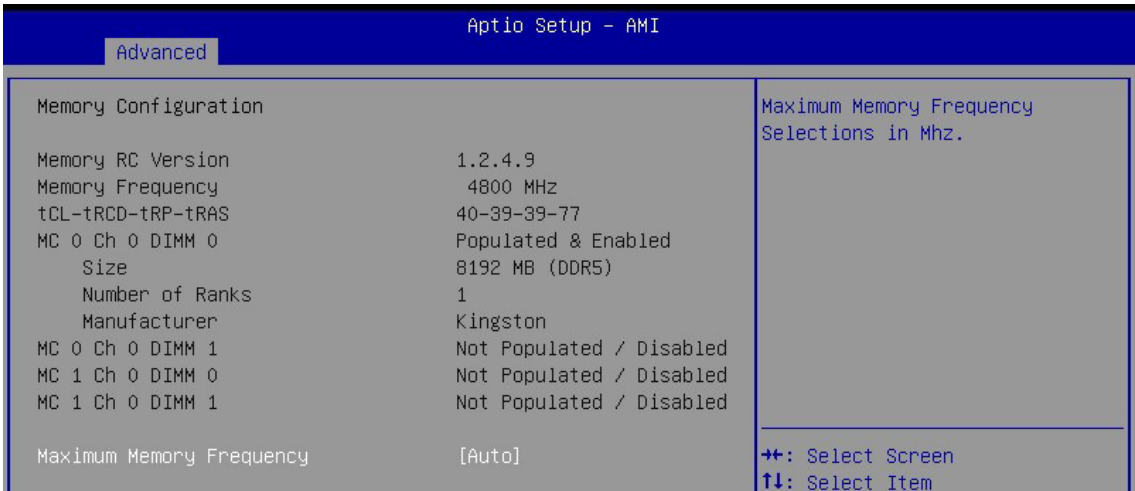 Aptio Setup – AMI
Advanced
Memory Configuration
Memory RC Version 1.2.4.9
Memory Frequency 4800 MHz
tCL-tRCD-tRP-tRAS 40-39-39-77
MC 0 Ch 0 DIMM 0 Populated & Enabled
Size 8192 MB (DDR5)
Number of Ranks 1
Manufacturer Kingston
MC 0 Ch 0 DIMM 1 Not Populated / Disabled
MC 1 Ch 0 DIMM 0 Not Populated / Disabled
MC 1 Ch 0 DIMM 1 Not Populated / Disabled
Maximum Memory Frequency [Auto]
Maximum Memory Frequency
Selections in Mhz.
→←: Select Screen
↑↓: Select Item